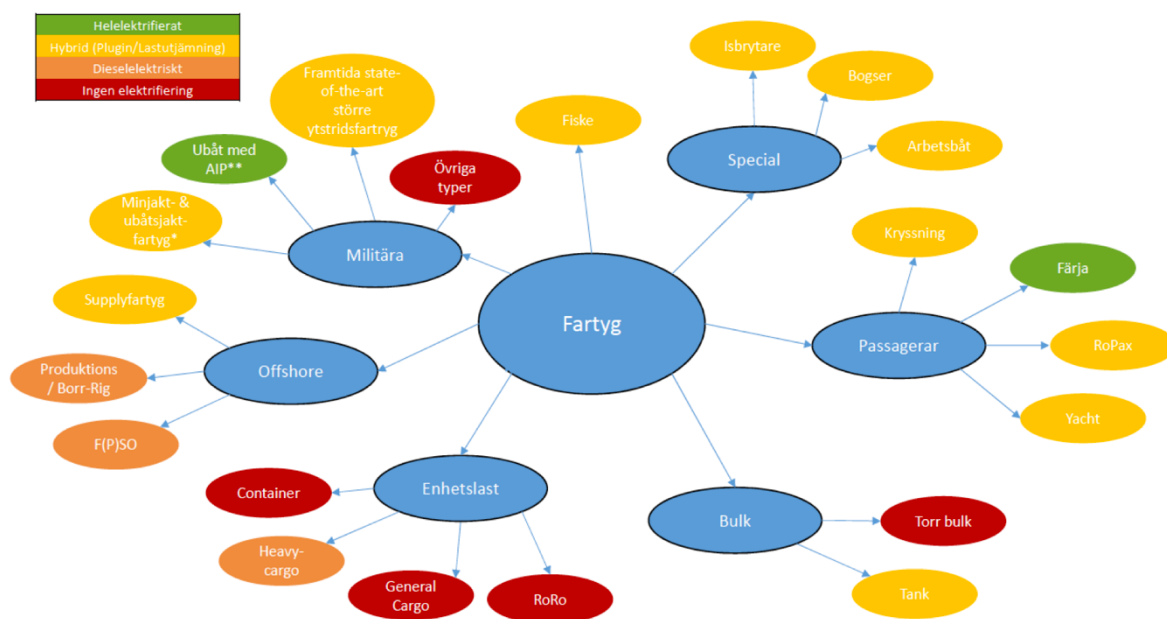 Helelektrifierat
Hybrid (Plugin/Lastutjämning)
Dieselelektriskt
Ingen elektrifiering
Framtida state-
of-the-art
större
ytstridsfartryg
Ubåt med
AIP**
Minjakt- &
ubåtsjakt-
fartyg*
Övriga
typer
Militära
Fiske
Isbrytare
Bogser
Arbetsbåt
Special
Kryssning
Färja
RoPax
Yacht
Passagerar
Fartyg
Supplyfartyg
Produktions
/ Borr-Rig
F(P)SO
Offshore
Enhetslast
Container
Heavy-
cargo
General
Cargo
RoRo
Bulk
Torr bulk
Tank